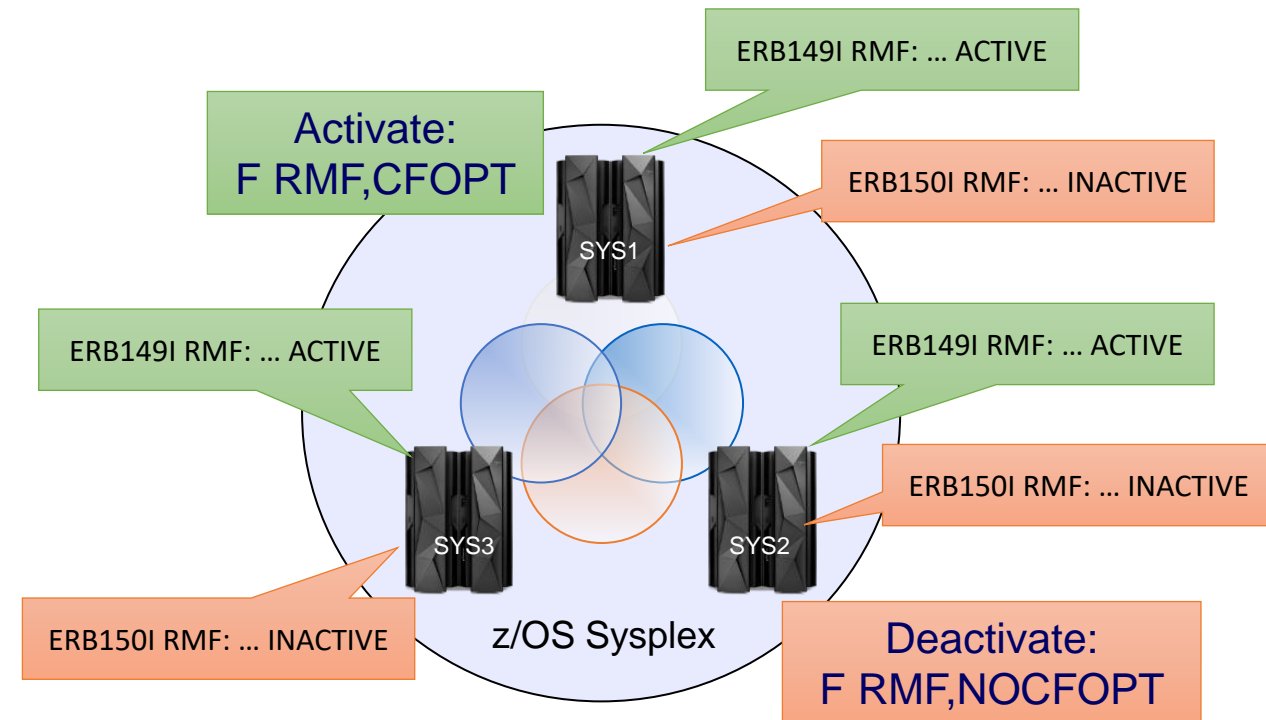 ERB149I RMF: … ACTIVE
Activate:
F RMF,CFOPT
ERB150I RMF: … INACTIVE
SYS1
ERB149I RMF: … ACTIVE
ERB149I RMF: … ACTIVE
ERB150I RMF: … INACTIVE
SYS3
SYS2
ERB150I RMF: … INACTIVE
z/OS Sysplex
Deactivate:
F RMF,NOCFOPT